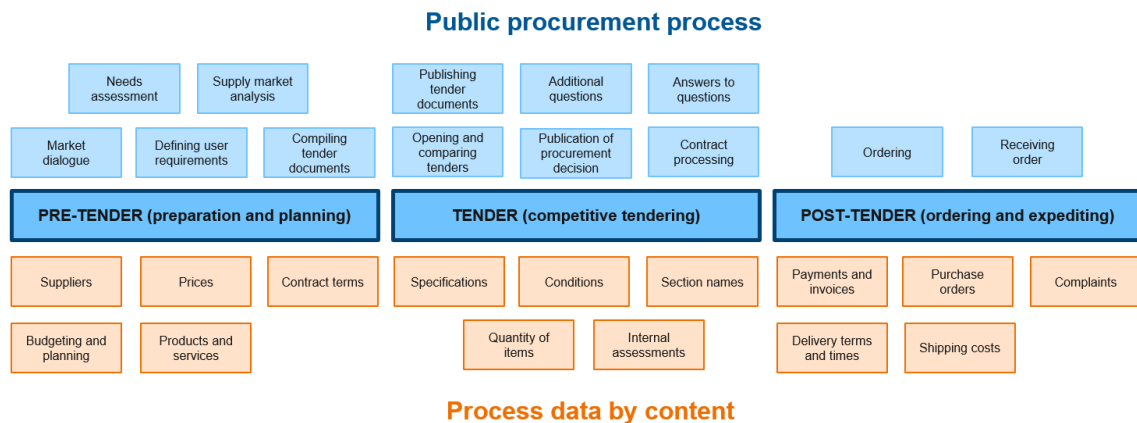 Public procurement process
Needs
assessment
Supply market
analysis
Publishing
tender
documents
Additional
questions
Answers to
questions
Market
dialogue
Defining user
requirements
Compiling
tender
documents
Opening and
comparing
tenders
Publication of
procurement
decision
Contract
processing
Ordering
Receiving
order
PRE-TENDER (preparation and planning)
TENDER (competitive tendering)
POST-TENDER (ordering and expediting)
Suppliers
Prices
Contract terms
Specifications
Conditions
Section names
Payments and
invoices
Purchase
orders
Complaints
Budgeting and
planning
Products and
services
Quantity of
items
Internal
assessments
Delivery terms
and times
Shipping costs
Process data by content